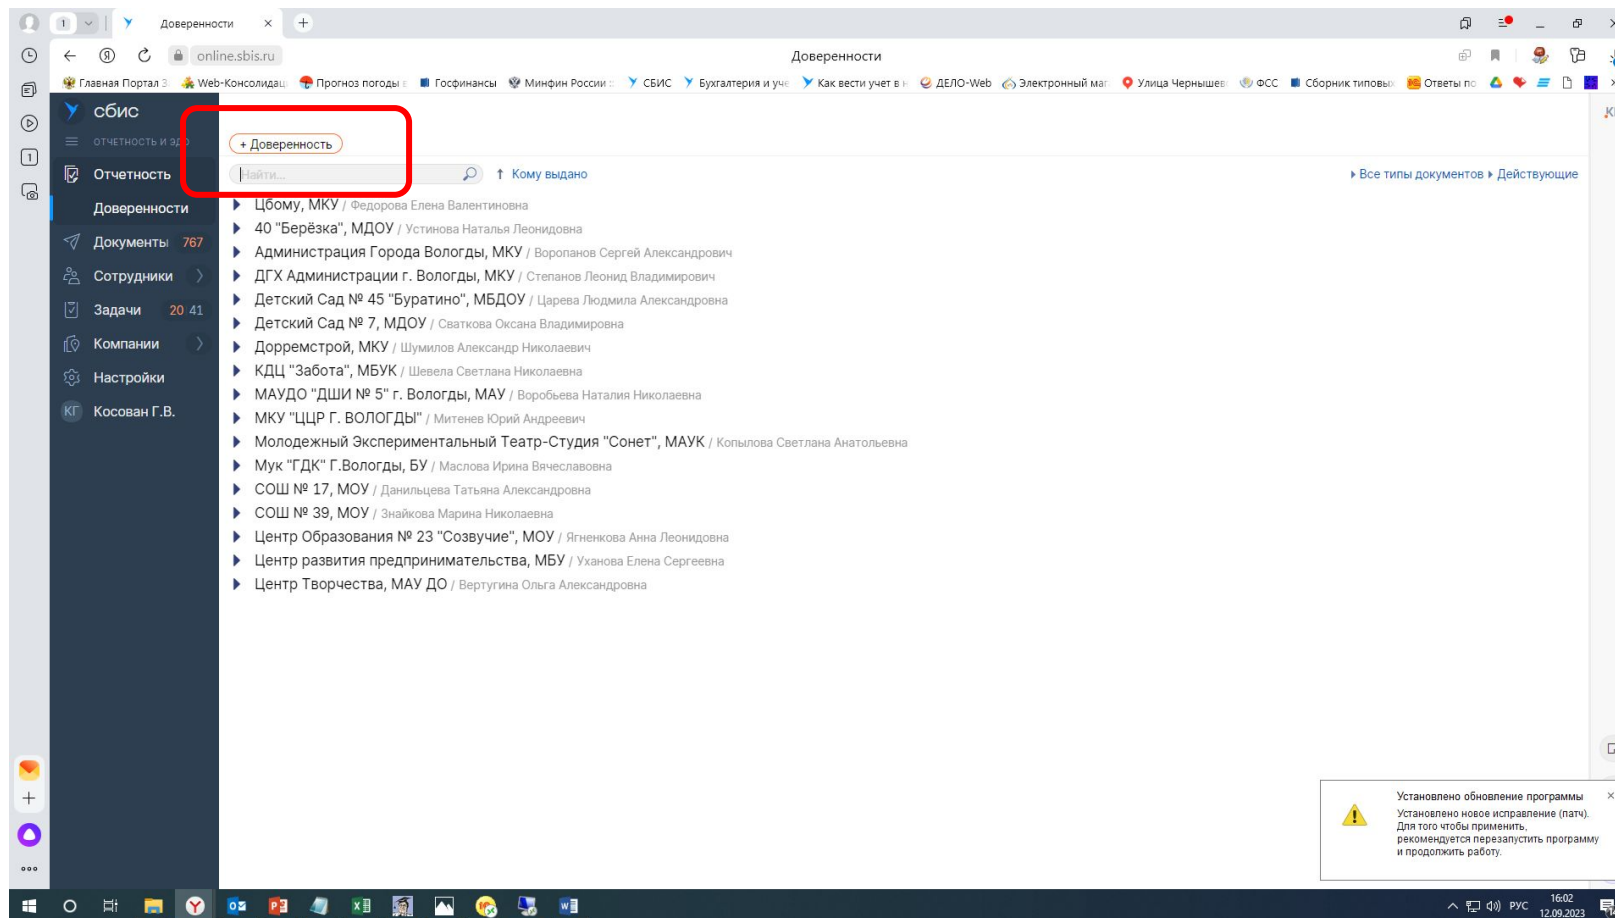 1 Доверенности
online.sbis.ru Доверенности
Главная Портал З Web-Консолидац Прогноз погоды в Госфинансы Минфин России :: СБИС Бухгалтерия и уче Как вести учет в н ДЕЛО-Web Электронный маг Улица Чернышев ФСС Сборник типовых Ответы по
сбис
ОТЧЕТНОСТЬ И ЭДО
+ Доверенность
1
Отчетность
Найти... Кому выдано Все типы документов Действующие
Доверенности
Цбому, МКУ / Федорова Елена Валентиновна
40 "Берёзка", МДОУ / Устинова Наталья Леонидовна
Документы 767
Администрация Города Вологды, МКУ / Воропанов Сергей Александрович
Сотрудники
ДГХ Администрации г. Вологды, МКУ / Степанов Леонид Владимирович
Детский Сад № 45 "Буратино", МБДОУ / Царева Людмила Александровна
Задачи 20 41
Детский Сад № 7, МДОУ / Сваткова Оксана Владимировна
Компании
Дорремстрой, МКУ / Шумилов Александр Николаевич
КДЦ "Забота", МБУК / Шевела Светлана Николаевна
Настройки
МАУДО "ДШИ № 5" г. Вологды, МАУ / Воробьева Наталия Николаевна
КГ Косован Г.В.
МКУ "ЦЦР Г. ВОЛОГДЫ" / Митенев Юрий Андреевич
Молодежный Экспериментальный Театр-Студия "Сонет", МАУК / Копылова Светлана Анатольевна
Мук "ГДК" Г.Вологды, БУ / Маслова Ирина Вячеславовна
СОШ № 17, МОУ / Данильцева Татьяна Александровна
СОШ № 39, МОУ / Знайкова Марина Николаевна
Центр Образования № 23 "Созвучие", МОУ / Ягненкова Анна Леонидовна
Центр развития предпринимательства, МБУ / Уханова Елена Сергеевна
Центр Творчества, МАУ ДО / Вертугина Ольга Александровна
Установлено обновление программы
Установлено новое исправление (патч).
Для того чтобы применить,
рекомендуется перезапустить программу
и продолжить работу.
РУС 16:02
12.09.2023